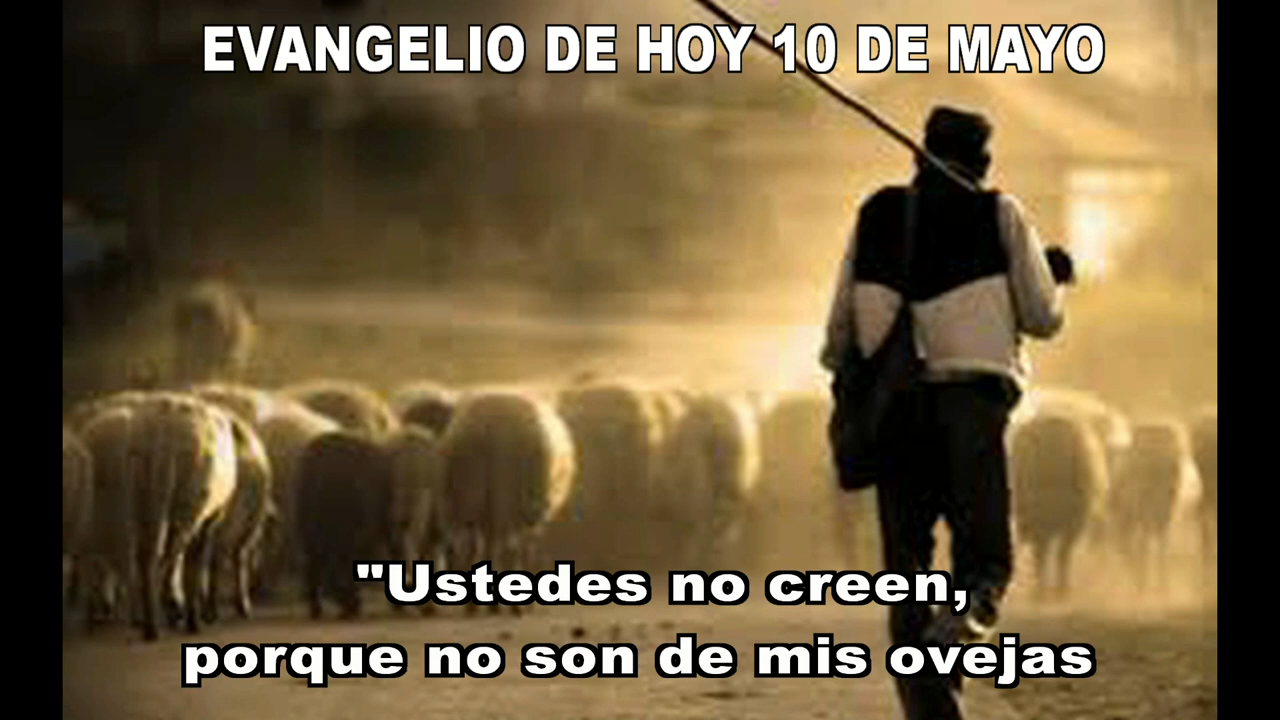 EVANGELIO DE HOY 10 DE MAYO
"Ustedes no creen,
porque no son de mis ovejas